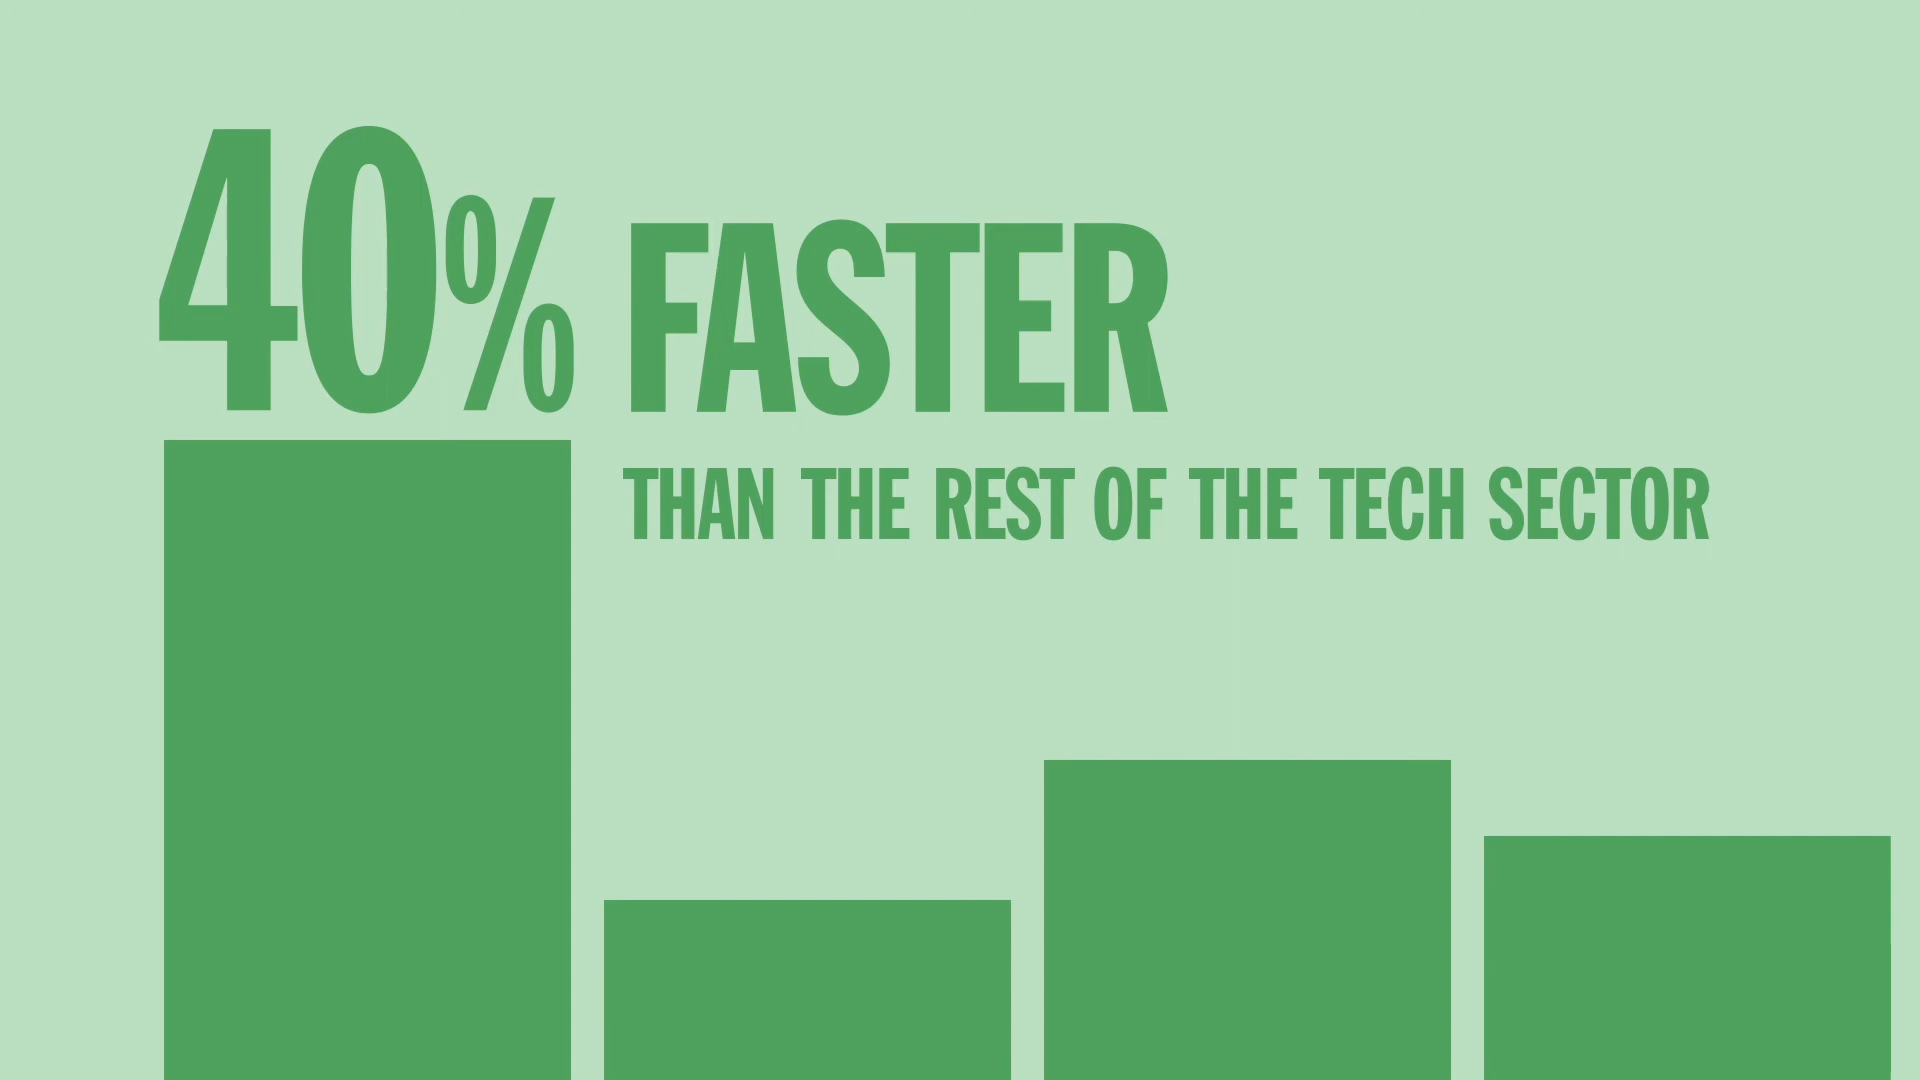 40% FASTER
THAN THE REST OF THE TECH SECTOR